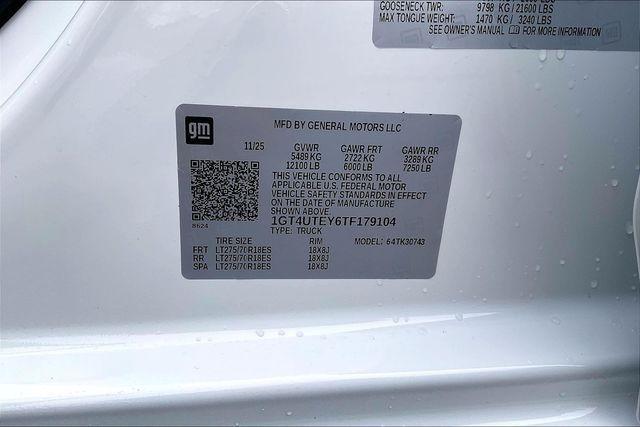 GOOSENECK TWR: 9798 KG/21600 LBS
MAX TONGUE WEIGHT: 1470 KG/ 3240 LBS
SEE OWNER'S MANUAL FOR MORE INFORMATION
gm
MFD BY GENERAL MOTORS LLC
11/25 GVWR GAWR FRT GAWR RR
5489 KG 2722 KG 3289 KG
12100 LB 6000 LB 7250 LB
THIS VEHICLE CONFORMS TO ALL
APPLICABLE U.S. FEDERAL MOTOR
VEHICLE SAFETY STANDARDS IN EFFECT
ON THE DATE OF MANUFACTURE
SHOWN ABOVE.
1GT4UTEY6TF179104
8624
TYPE: TRUCK
TIRE SIZE RIM MODEL: 64TK30743
FRT LT275/70R18ES 18X8J
RR LT275/70R18ES 18X8J
SPA LT275/70R18ES 18X8J